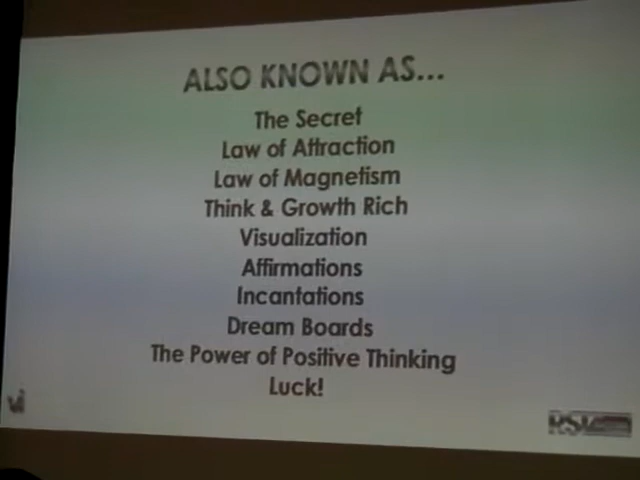 ALSO KNOWN AS...
The Secret
Law of Attraction
Law of Magnetism
Think & Growth Rich
Visualization
Affirmations
Incantations
Dream Boards
The Power of Positive Thinking
Luck!
vi